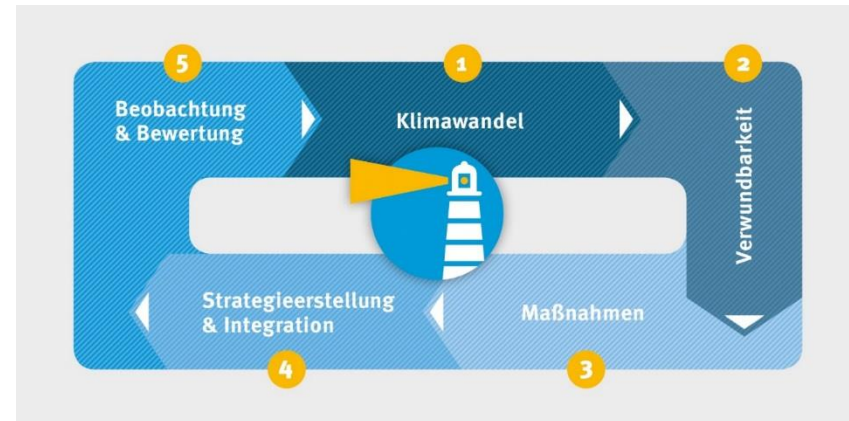 5
Beobachtung
& Bewertung
1
Klimawandel
2
Verwundbarkeit
3
Maßnahmen
4
Strategieerstellung
& Integration